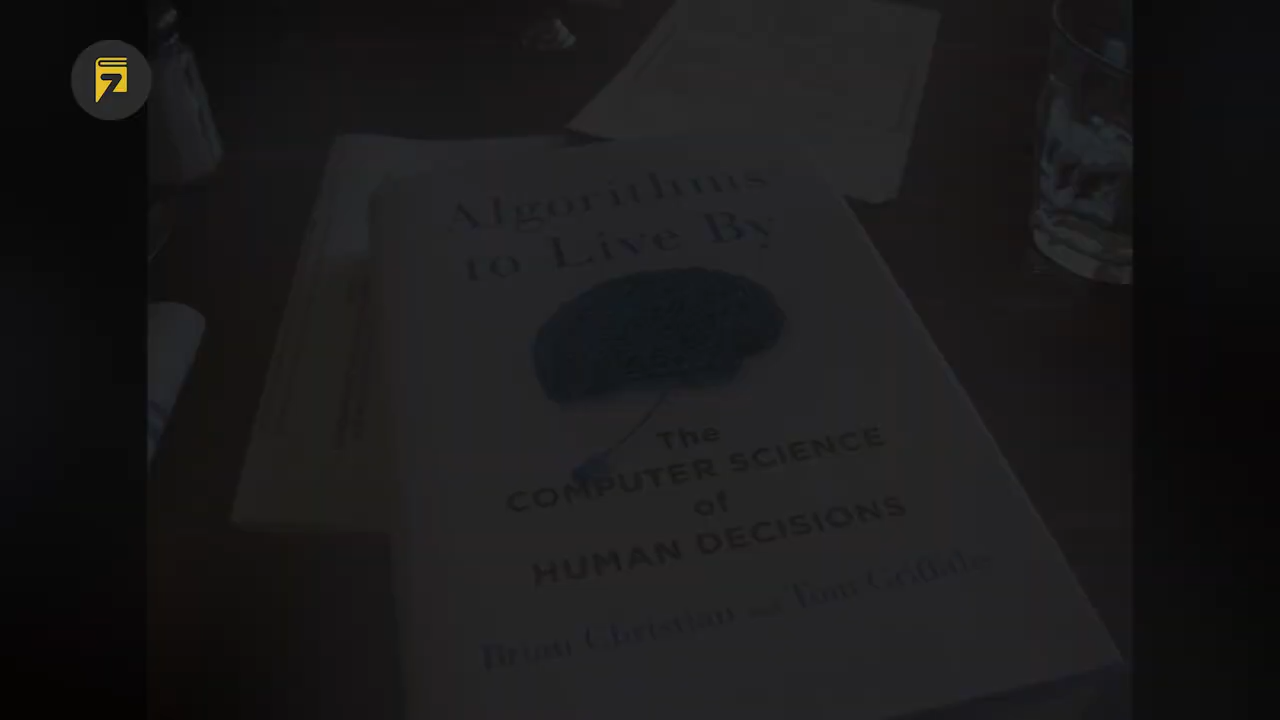 Algorithms
to Live By
The
COMPUTER SCIENCE
of
HUMAN DECISIONS
Brian Christian and Tom Griffiths